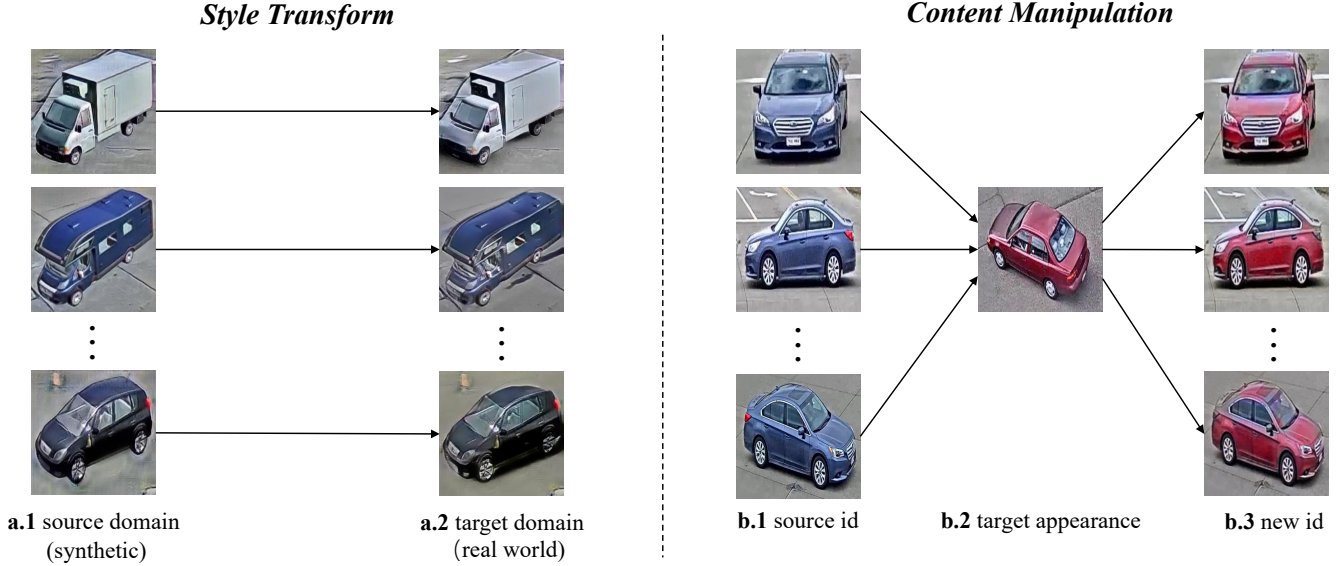 Style Transform
Content Manipulation
a.1 source domain
(synthetic)
a.2 target domain
(real world)
b.1 source id
b.2 target appearance
b.3 new id